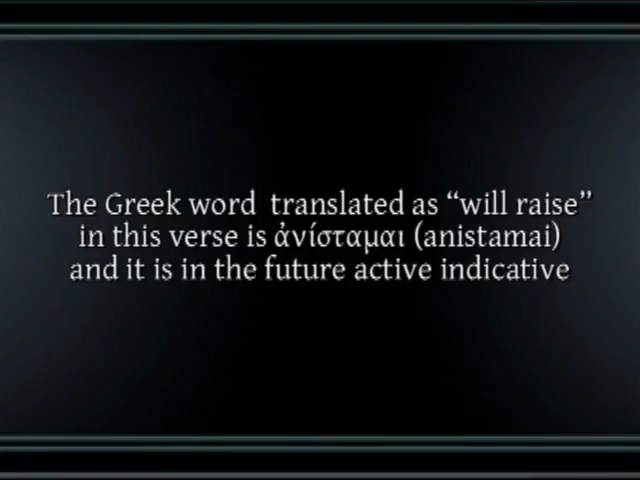 The Greek word  translated as “will raise”
in this verse is ἀνίσταμαι (anistamai)
and it is in the future active indicative